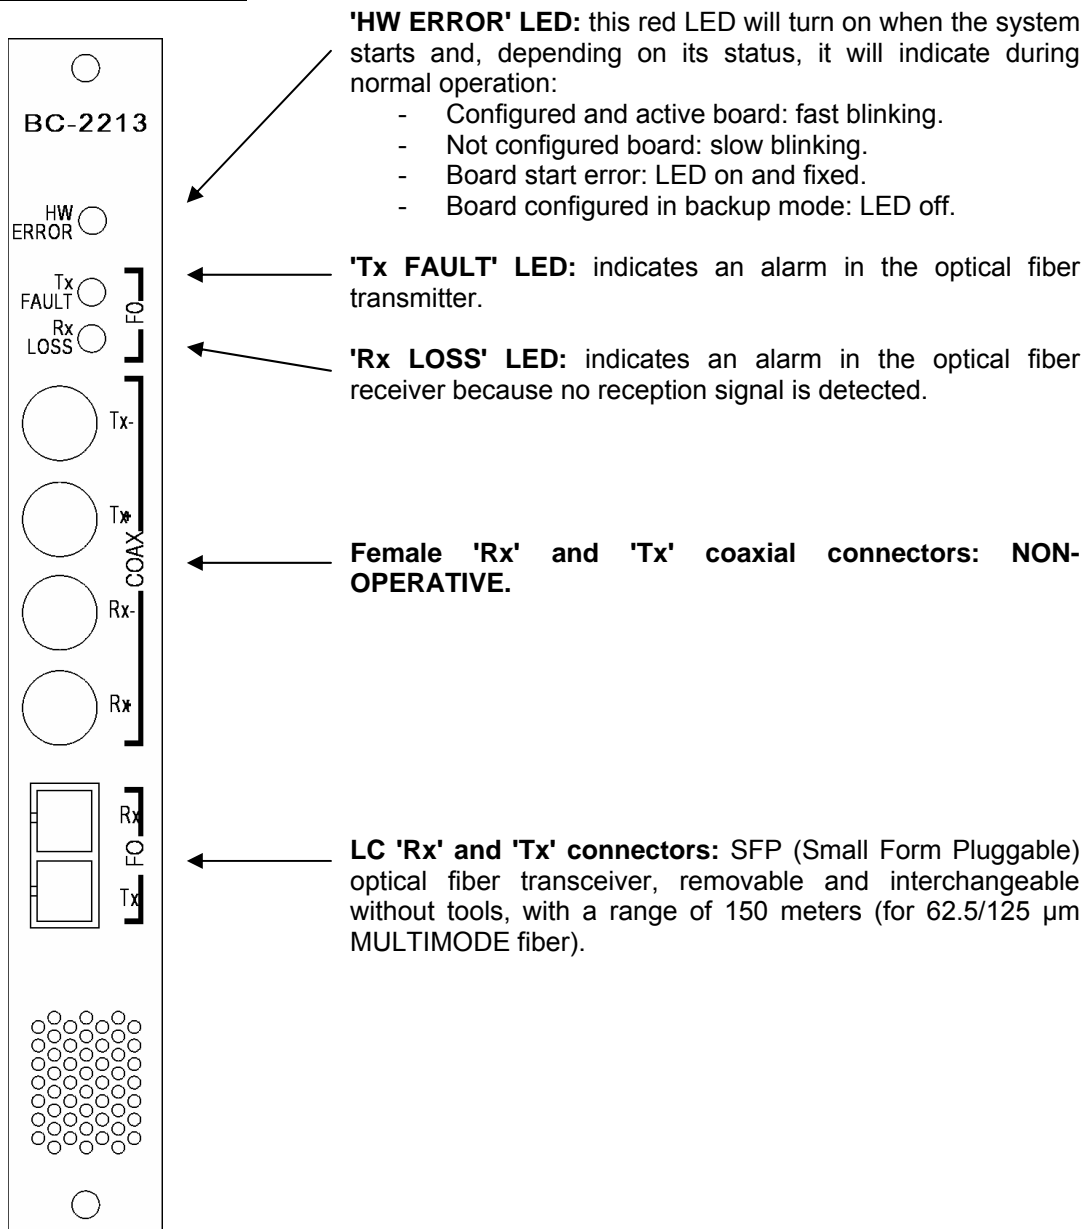 BC-2213
HW
ERROR
Tx
FAULT
Rx
LOSS
FO
Tx-
Tx+
COAX
Rx-
Rx+
Rx
FO
Tx
'HW ERROR' LED: this red LED will turn on when the system
starts and, depending on its status, it will indicate during
normal operation:
- Configured and active board: fast blinking.
- Not configured board: slow blinking.
- Board start error: LED on and fixed.
- Board configured in backup mode: LED off.
'Tx FAULT' LED: indicates an alarm in the optical fiber
transmitter.
'Rx LOSS' LED: indicates an alarm in the optical fiber
receiver because no reception signal is detected.
Female 'Rx' and 'Tx' coaxial connectors: NON-
OPERATIVE.
LC 'Rx' and 'Tx' connectors: SFP (Small Form Pluggable)
optical fiber transceiver, removable and interchangeable
without tools, with a range of 150 meters (for 62.5/125 µm
MULTIMODE fiber).